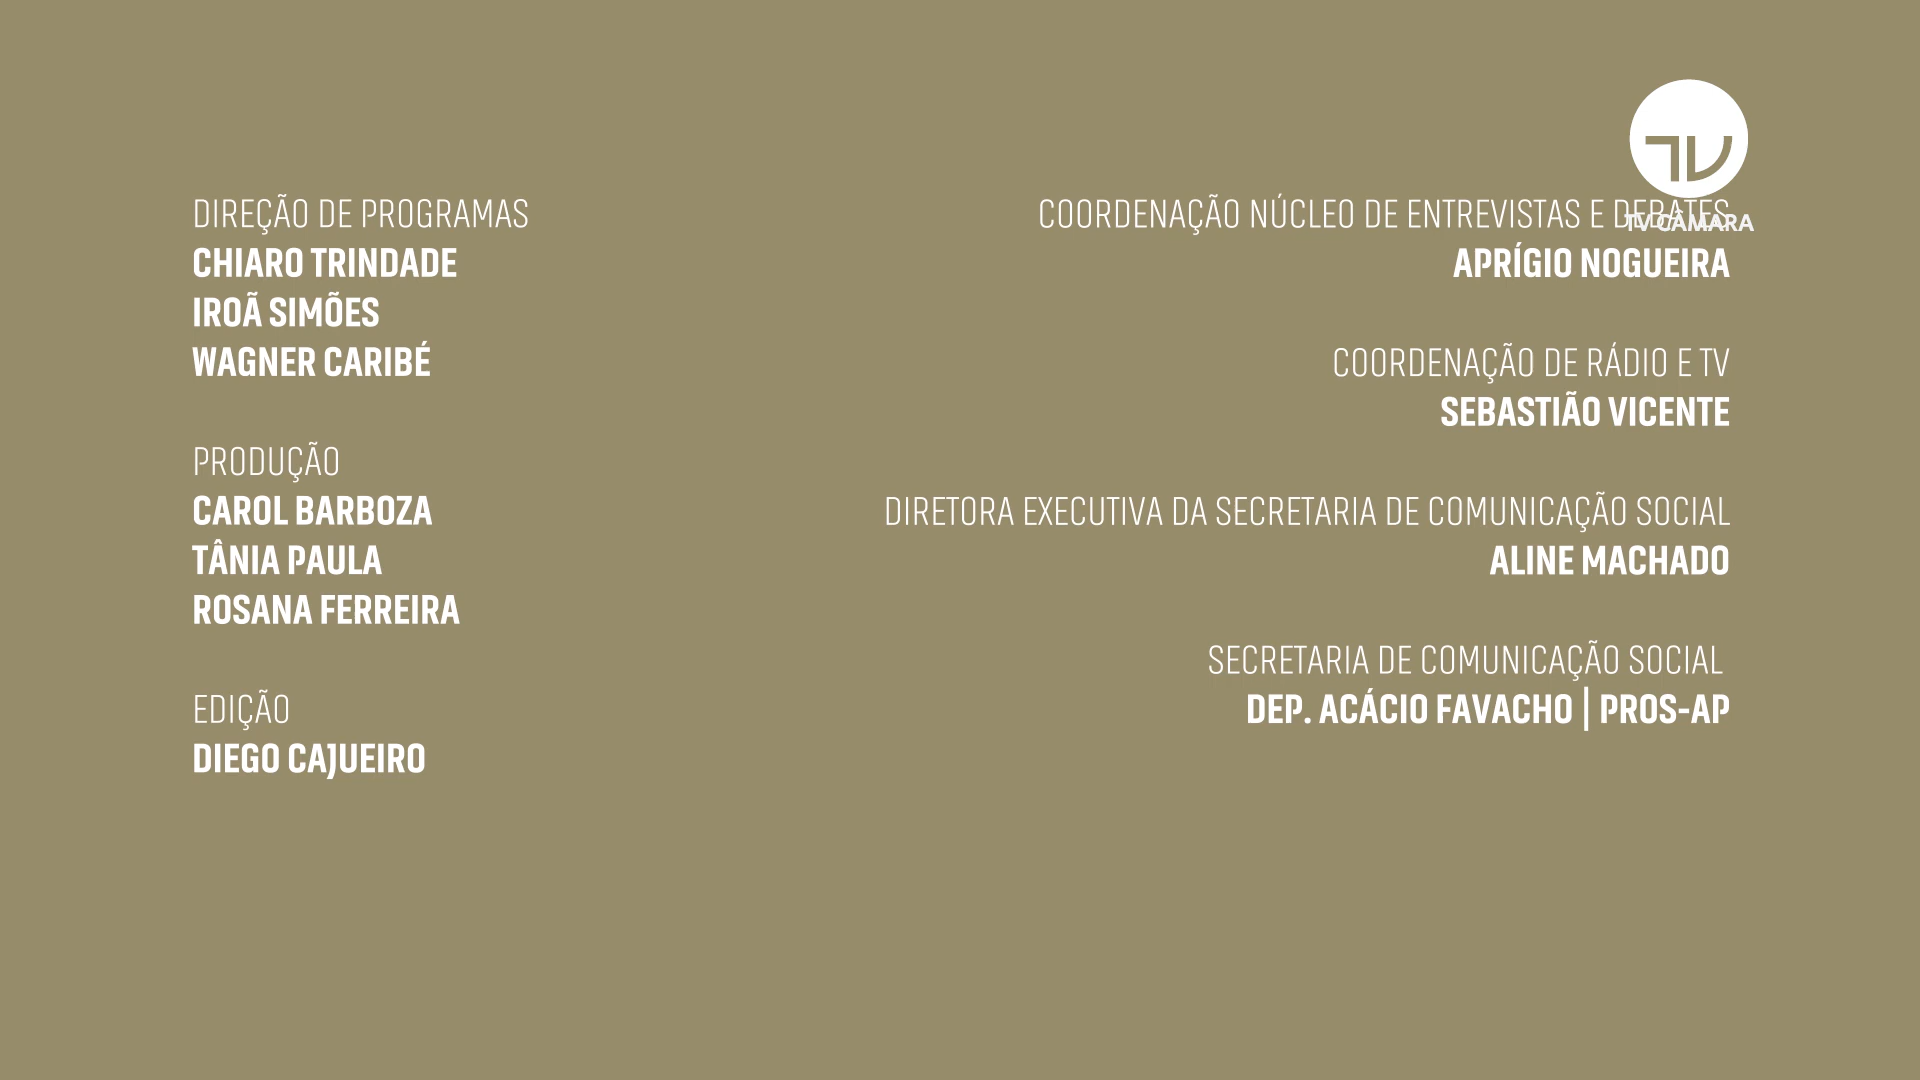 DIREÇÃO DE PROGRAMAS
CHIARO TRINDADE
IROÃ SIMÕES
WAGNER CARIBÉ
PRODUÇÃO
CAROL BARBOZA
TÂNIA PAULA
ROSANA FERREIRA
EDIÇÃO
DIEGO CAJUEIRO
TV
TV CÂMARA
COORDENAÇÃO NÚCLEO DE ENTREVISTAS E DEBATES
APRÍGIO NOGUEIRA
COORDENAÇÃO DE RÁDIO E TV
SEBASTIÃO VICENTE
DIRETORA EXECUTIVA DA SECRETARIA DE COMUNICAÇÃO SOCIAL
ALINE MACHADO
SECRETARIA DE COMUNICAÇÃO SOCIAL
DEP. ACÁCIO FAVACHO | PROS-AP